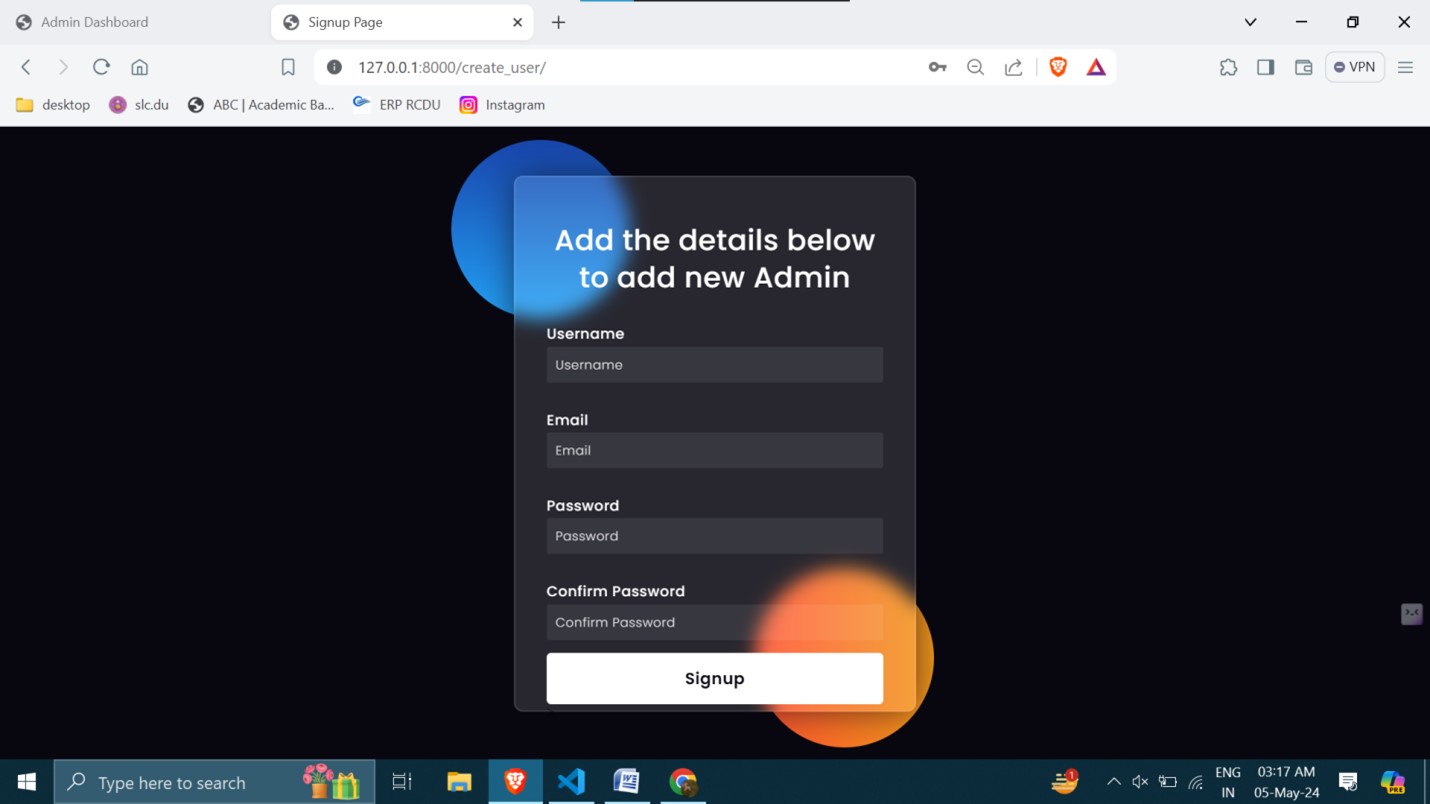 Admin Dashboard
Signup Page
127.0.0.1:8000/create_user/
VPN
desktop
slc.du
ABC | Academic Ba...
ERP RCDU
Instagram
Add the details below
to add new Admin
Username
Username
Email
Email
Password
Password
Confirm Password
Confirm Password
Signup
Type here to search
W
1
ENG
IN
03:17 AM
05-May-24
PRE